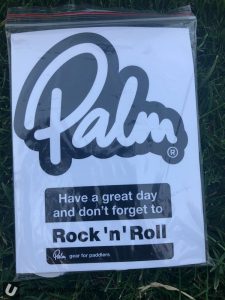 Palm®
Have a great day
and don't forget to
Rock 'n' Roll
Palm gear for paddlers